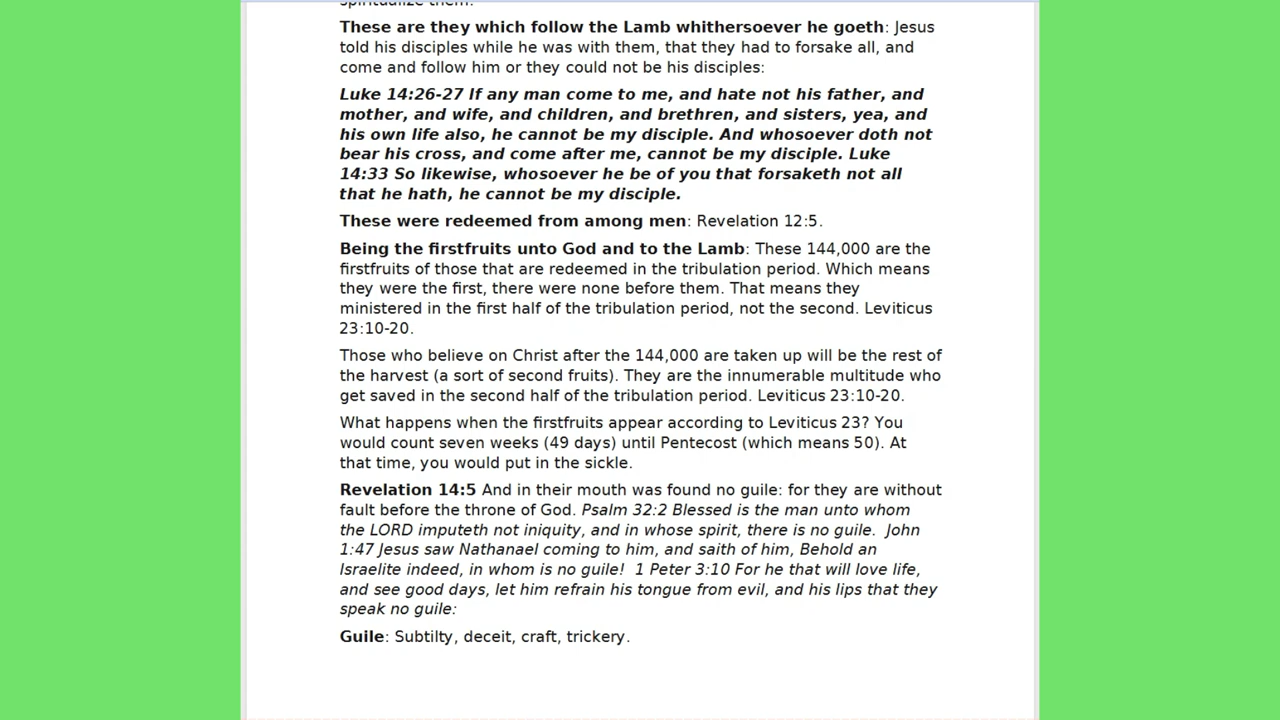 spiritualize them.
These are they which follow the Lamb whithersoever he goeth: Jesus
told his disciples while he was with them, that they had to forsake all, and
come and follow him or they could not be his disciples:
Luke 14:26-27 If any man come to me, and hate not his father, and
mother, and wife, and children, and brethren, and sisters, yea, and
his own life also, he cannot be my disciple. And whosoever doth not
bear his cross, and come after me, cannot be my disciple. Luke
14:33 So likewise, whosoever he be of you that forsaketh not all
that he hath, he cannot be my disciple.
These were redeemed from among men: Revelation 12:5.
Being the firstfruits unto God and to the Lamb: These 144,000 are the
firstfruits of those that are redeemed in the tribulation period. Which means
they were the first, there were none before them. That means they
ministered in the first half of the tribulation period, not the second. Leviticus
23:10-20.
Those who believe on Christ after the 144,000 are taken up will be the rest of
the harvest (a sort of second fruits). They are the innumerable multitude who
get saved in the second half of the tribulation period. Leviticus 23:10-20.
What happens when the firstfruits appear according to Leviticus 23? You
would count seven weeks (49 days) until Pentecost (which means 50). At
that time, you would put in the sickle.
Revelation 14:5 And in their mouth was found no guile: for they are without
fault before the throne of God. Psalm 32:2 Blessed is the man unto whom
the LORD imputeth not iniquity, and in whose spirit, there is no guile.  John
1:47 Jesus saw Nathanael coming to him, and saith of him, Behold an
Israelite indeed, in whom is no guile!  1 Peter 3:10 For he that will love life,
and see good days, let him refrain his tongue from evil, and his lips that they
speak no guile:
Guile: Subtilty, deceit, craft, trickery.